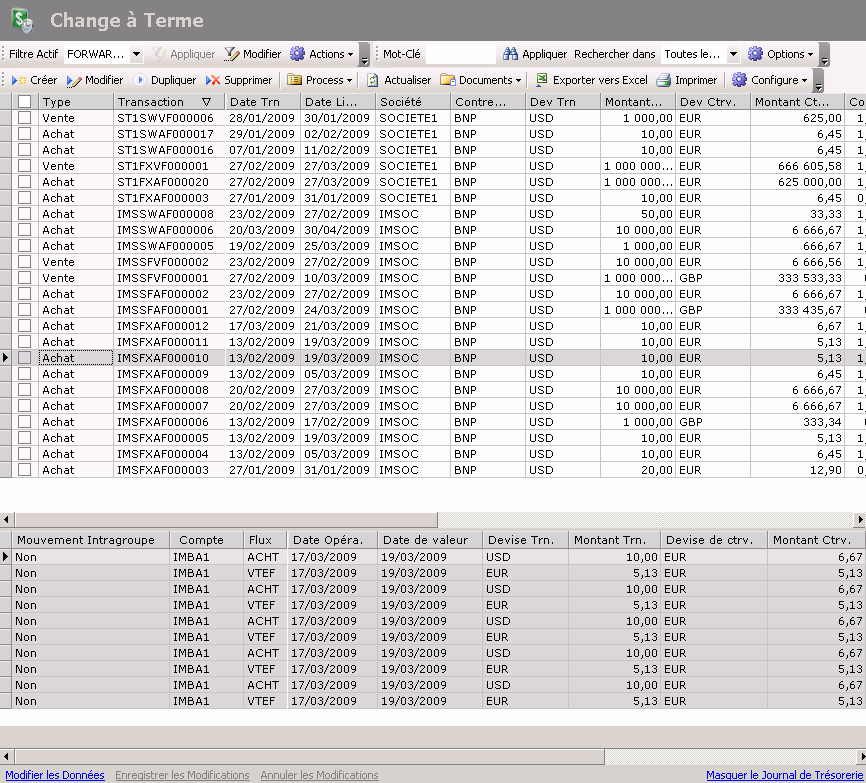 Change à Terme
Filtre Actif FORWAR... Appliquer Modifier Actions Mot-Clé Appliquer Rechercher dans Toutes le... Options
Créer Modifier Dupliquer Supprimer Process Actualiser Documents Exporter vers Excel Imprimer Configure
Type Transaction Date Trn Date Li... Société Contre... Dev Trn Montant... Dev Ctrv. Montant Ct... Co
Vente ST1SWVF000006 28/01/2009 30/01/2009 SOCIETE1 BNP USD 1 000,00 EUR 625,00 1,
Achat ST1SWAF000017 29/01/2009 02/02/2009 SOCIETE1 BNP USD 10,00 EUR 6,45 1,
Achat ST1SWAF000016 07/01/2009 11/02/2009 SOCIETE1 BNP USD 10,00 EUR 6,45 1,
Vente ST1FXVF000001 27/02/2009 27/03/2009 SOCIETE1 BNP USD 1 000 000... EUR 666 605,58 1,
Achat ST1FXAF000020 27/02/2009 27/03/2009 SOCIETE1 BNP USD 1 000 000... EUR 625 000,00 1,
Achat ST1FXAF000003 27/01/2009 31/01/2009 SOCIETE1 BNP USD 10,00 EUR 6,45 0,
Achat IMSSWAF000008 23/02/2009 27/02/2009 IMSOC BNP USD 50,00 EUR 33,33 1,
Achat IMSSWAF000006 20/03/2009 30/04/2009 IMSOC BNP USD 10 000,00 EUR 6 666,67 1,
Achat IMSSWAF000005 19/02/2009 25/03/2009 IMSOC BNP USD 1 000,00 EUR 666,67 1,
Vente IMSSFVF000002 23/02/2009 27/02/2009 IMSOC BNP USD 10 000,00 EUR 6 666,56 1,
Vente IMSSFVF000001 27/02/2009 10/03/2009 IMSOC BNP USD 1 000 000... GBP 333 533,33
Achat IMSSFAF000002 23/02/2009 27/02/2009 IMSOC BNP USD 10 000,00 EUR 6 666,67 1,
Achat IMSSFAF000001 27/02/2009 24/03/2009 IMSOC BNP USD 1 000 000... GBP 333 435,67
Achat IMSFXAF000012 17/03/2009 21/03/2009 IMSOC BNP USD 10,00 EUR 6,67 1,
Achat IMSFXAF000011 13/02/2009 19/03/2009 IMSOC BNP USD 10,00 EUR 5,13 1,
Achat IMSFXAF000010 13/02/2009 19/03/2009 IMSOC BNP USD 10,00 EUR 5,13 1,
Achat IMSFXAF000009 13/02/2009 05/03/2009 IMSOC BNP USD 10,00 EUR 6,45 1,
Achat IMSFXAF000008 20/02/2009 27/03/2009 IMSOC BNP USD 10 000,00 EUR 6 666,67 1,
Achat IMSFXAF000007 20/02/2009 27/03/2009 IMSOC BNP USD 10 000,00 EUR 6 666,67 1,
Achat IMSFXAF000006 13/02/2009 17/02/2009 IMSOC BNP USD 1 000,00 GBP 333,34
Achat IMSFXAF000005 13/02/2009 19/03/2009 IMSOC BNP USD 10,00 EUR 5,13 1,
Achat IMSFXAF000004 13/02/2009 05/03/2009 IMSOC BNP USD 10,00 EUR 6,45 1,
Achat IMSFXAF000003 27/01/2009 31/01/2009 IMSOC BNP USD 20,00 EUR 12,90 0,
Mouvement Intragroupe Compte Flux Date Opéra. Date de valeur Devise Trn. Montant Trn. Devise de ctrv. Montant Ctrv.
Non IMBA1 ACHT 17/03/2009 19/03/2009 USD 10,00 EUR 6,67
Non IMBA1 VTEF 17/03/2009 19/03/2009 EUR 5,13 EUR 5,13
Non IMBA1 ACHT 17/03/2009 19/03/2009 USD 10,00 EUR 6,67
Non IMBA1 VTEF 17/03/2009 19/03/2009 EUR 5,13 EUR 5,13
Non IMBA1 ACHT 17/03/2009 19/03/2009 USD 10,00 EUR 6,67
Non IMBA1 VTEF 17/03/2009 19/03/2009 EUR 5,13 EUR 5,13
Non IMBA1 ACHT 17/03/2009 19/03/2009 USD 10,00 EUR 6,67
Non IMBA1 VTEF 17/03/2009 19/03/2009 EUR 5,13 EUR 5,13
Non IMBA1 ACHT 17/03/2009 19/03/2009 USD 10,00 EUR 6,67
Non IMBA1 VTEF 17/03/2009 19/03/2009 EUR 5,13 EUR 5,13
Modifier les Données Enregistrer les Modifications Annuler les Modifications Masquer le Journal de Trésorerie